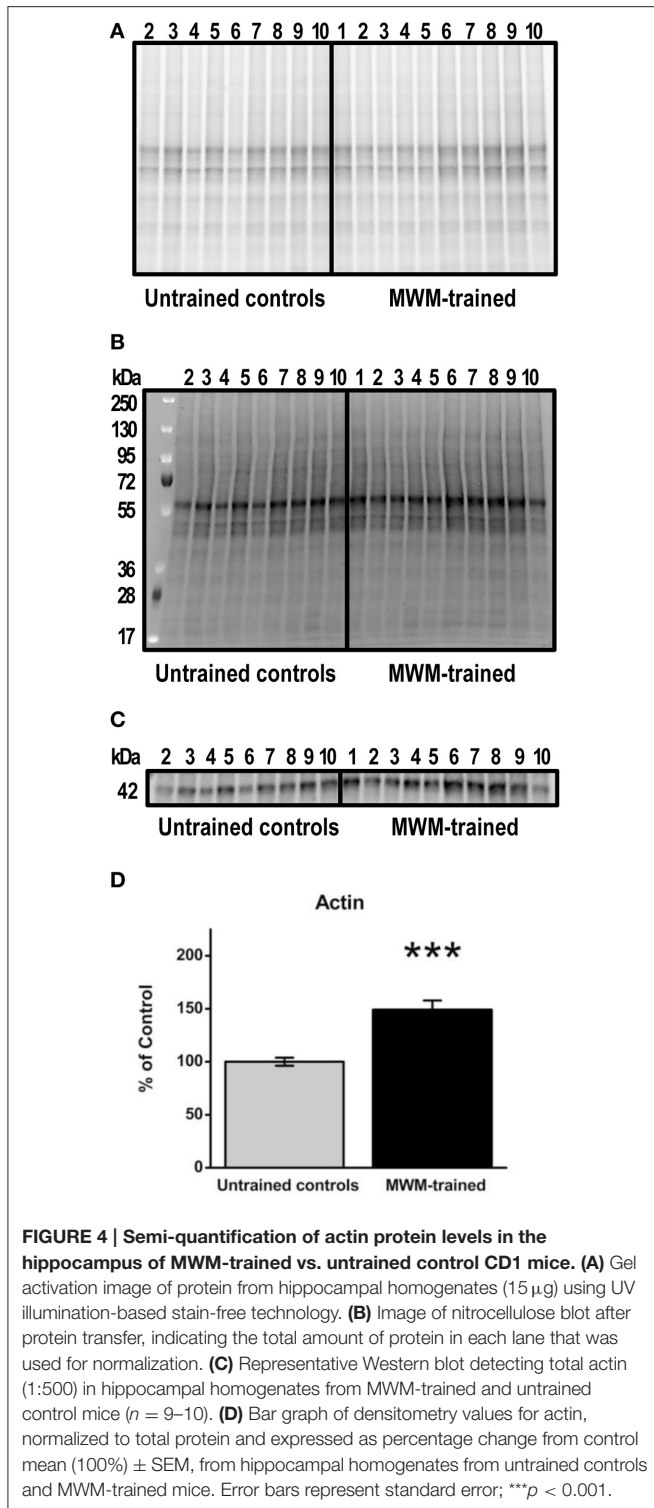 A
2 3 4 5 6 7 8 9 10 1 2 3 4 5 6 7 8 9 10
Untrained controls MWM-trained
B
kDa 2 3 4 5 6 7 8 9 10 1 2 3 4 5 6 7 8 9 10
250
130
95
72
55
36
28
17
Untrained controls MWM-trained
C
kDa 2 3 4 5 6 7 8 9 10 1 2 3 4 5 6 7 8 9 10
42
Untrained controls MWM-trained
D
Actin
% of Control
200
150
100
50
0
***
Untrained controls MWM-trained
FIGURE 4 | Semi-quantification of actin protein levels in the
hippocampus of MWM-trained vs. untrained control CD1 mice. (A) Gel
activation image of protein from hippocampal homogenates (15 μg) using UV
illumination-based stain-free technology. (B) Image of nitrocellulose blot after
protein transfer, indicating the total amount of protein in each lane that was
used for normalization. (C) Representative Western blot detecting total actin
(1:500) in hippocampal homogenates from MWM-trained and untrained
control mice (n = 9–10). (D) Bar graph of densitometry values for actin,
normalized to total protein and expressed as percentage change from control
mean (100%) ± SEM, from hippocampal homogenates from untrained controls
and MWM-trained mice. Error bars represent standard error; ***p < 0.001.